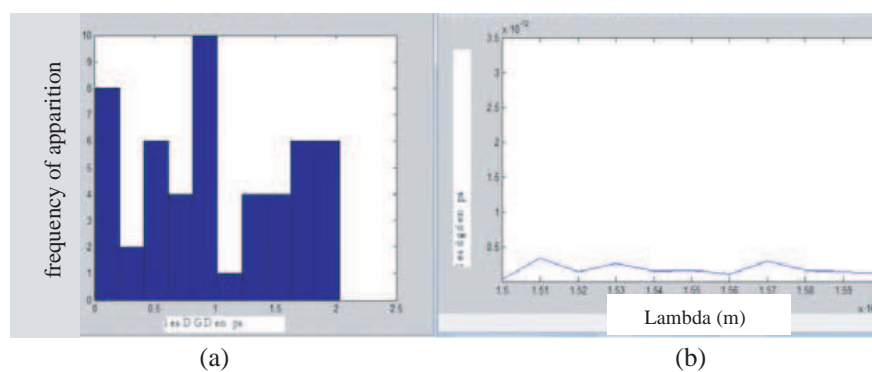 frequency of apparition
10
9
8
7
6
5
4
3
2
1
0
0 0.5 1 1.5 2 2.5
les DGD en ps
(a)
x 10^-12
3.5
3
2.5
2
1.5
1
0.5
les dgd en ps
1.5 1.51 1.52 1.53 1.54 1.55 1.56 1.57 1.58 1.59
Lambda (m)
(b)